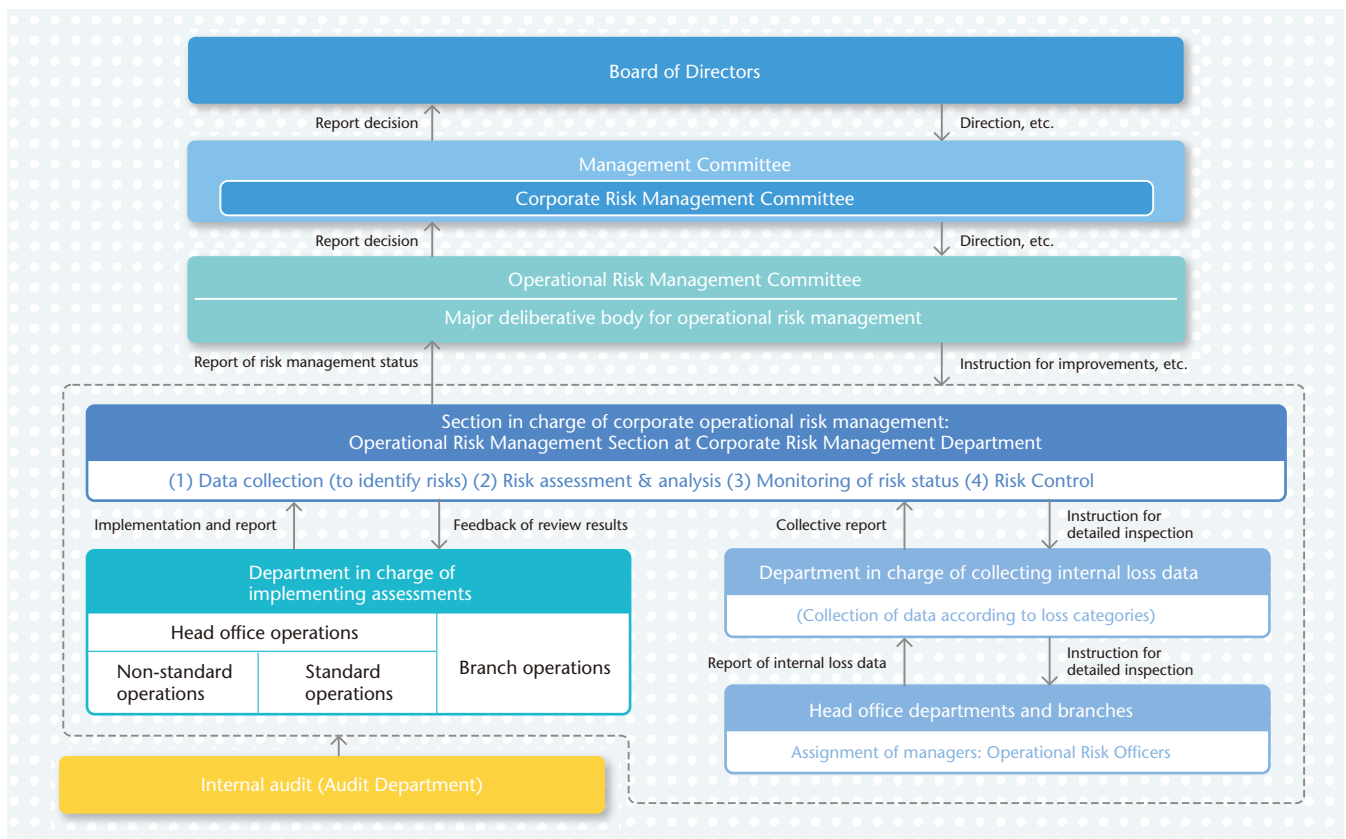 Board of Directors
Report decision
Direction, etc.
Management Committee
Corporate Risk Management Committee
Report decision
Direction, etc.
Operational Risk Management Committee
Major deliberative body for operational risk management
Report of risk management status
Instruction for improvements, etc.
Section in charge of corporate operational risk management:
Operational Risk Management Section at Corporate Risk Management Department
(1) Data collection (to identify risks) (2) Risk assessment & analysis (3) Monitoring of risk status (4) Risk Control
Implementation and report
Feedback of review results
Collective report
Instruction for
detailed inspection
Department in charge of
implementing assessments
Head office operations
Non-standard
operations
Standard
operations
Branch operations
Department in charge of collecting internal loss data
(Collection of data according to loss categories)
Report of internal loss data
Instruction for
detailed inspection
Head office departments and branches
Assignment of managers: Operational Risk Officers
Internal audit (Audit Department)